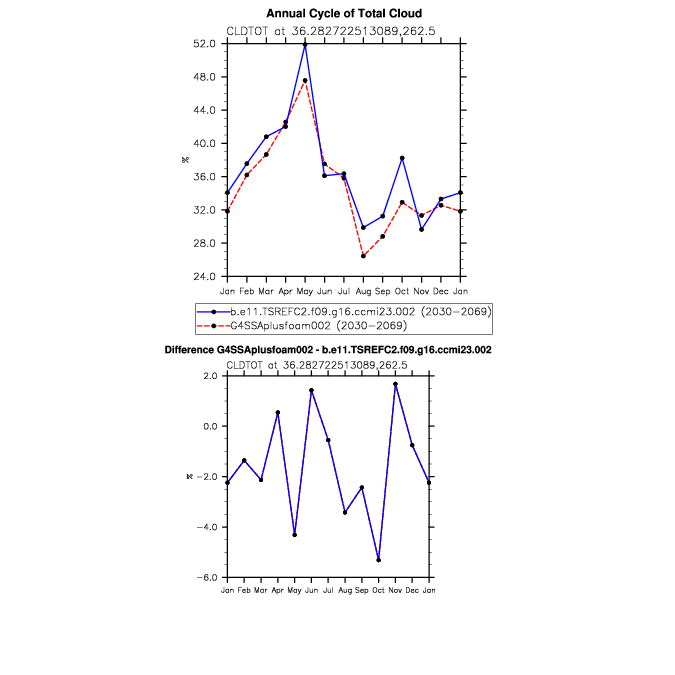 Annual Cycle of Total Cloud
CLDTOT at 36.282722513089,262.5
52.0
48.0
44.0
40.0
36.0
32.0
28.0
24.0
%
Jan Feb Mar Apr May Jun Jul Aug Sep Oct Nov Dec Jan
b.e11.TSREFC2.f09.g16.ccmi23.002 (2030-2069)
G4SSAplusfoam002 (2030-2069)
Difference G4SSAplusfoam002 - b.e11.TSREFC2.f09.g16.ccmi23.002
CLDTOT at 36.282722513089,262.5
2.0
0.0
-2.0
-4.0
-6.0
%
Jan Feb Mar Apr May Jun Jul Aug Sep Oct Nov Dec Jan